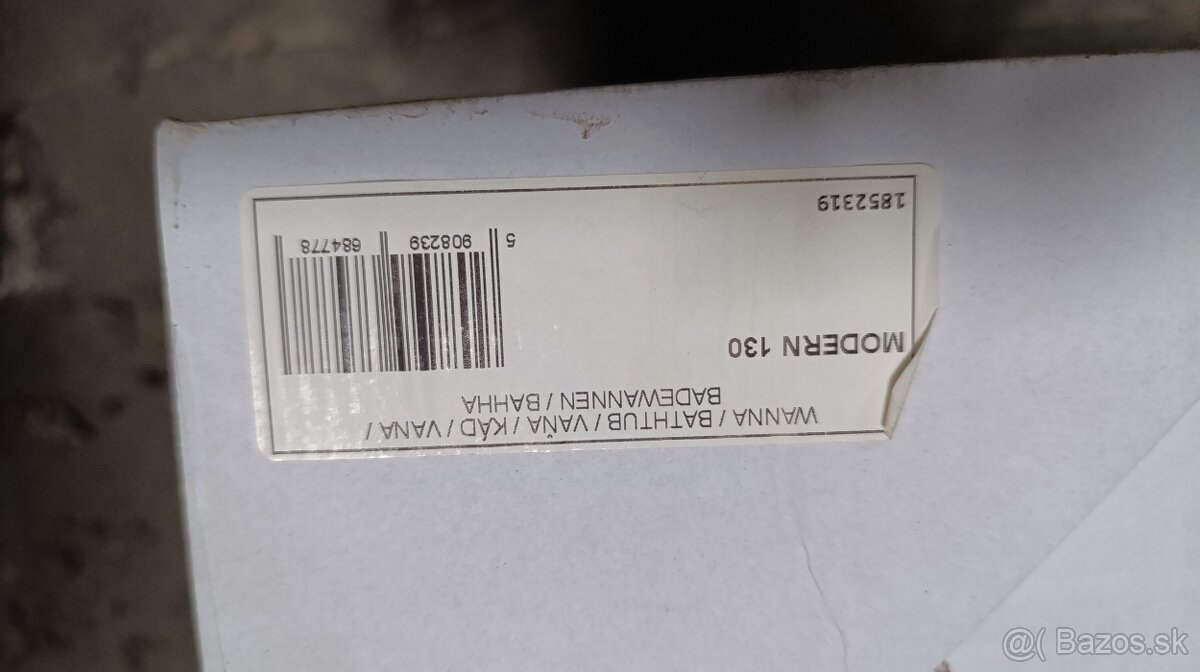 WANNA / BATHTUB / VAŇA / KÁD / VANA /
BADEWANNEN / ВАННА
MODERN 130
5 908239 684778
1852319
@( Bazos.sk